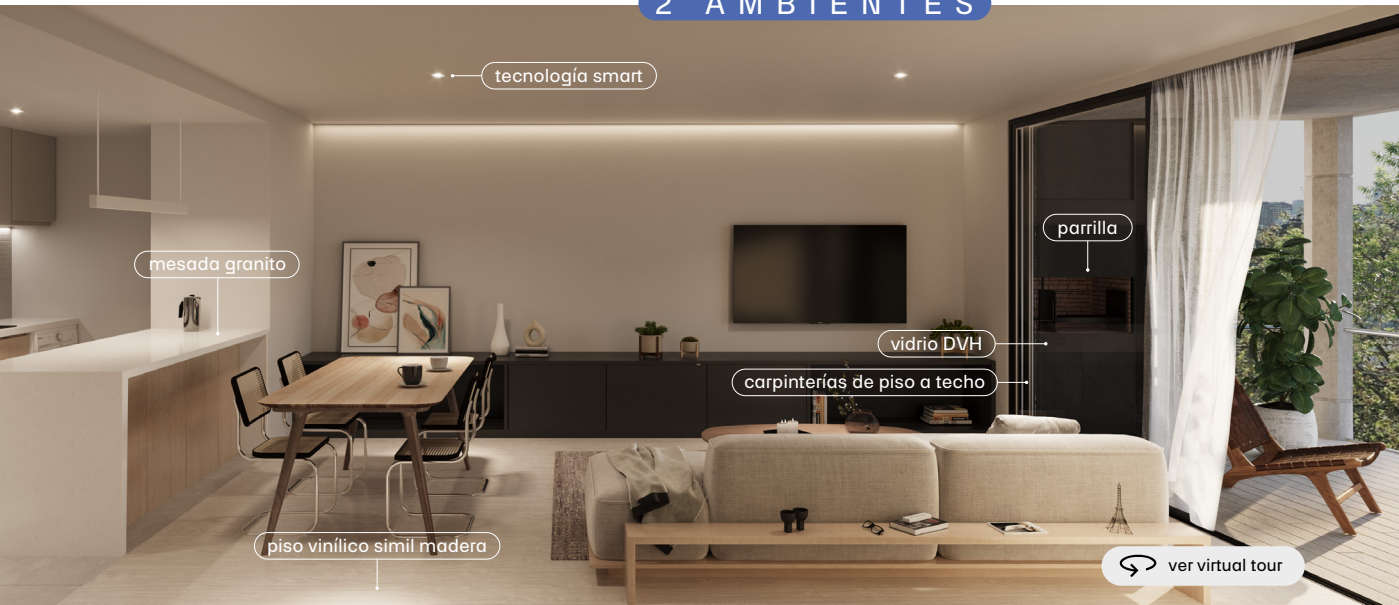 2 AMBIENTES
tecnología smart
parrilla
mesada granito
vidrio DVH
carpinterías de piso a techo
piso vinílico simil madera
ver virtual tour